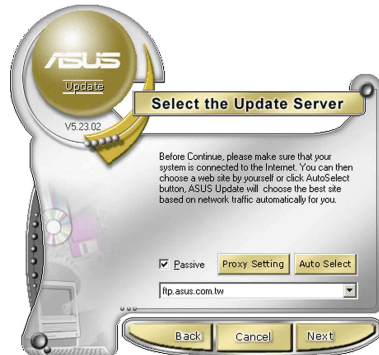 ASUS
Update
V5.23.02
Select the Update Server
Before Continue, please make sure that your
system is connected to the Internet. You can then
choose a web site by yourself or click AutoSelect
button, ASUS Update will choose the best site
based on network traffic automatically for you.
Passive
Proxy Setting
Auto Select
ftp.asus.com.tw
Back
Cancel
Next